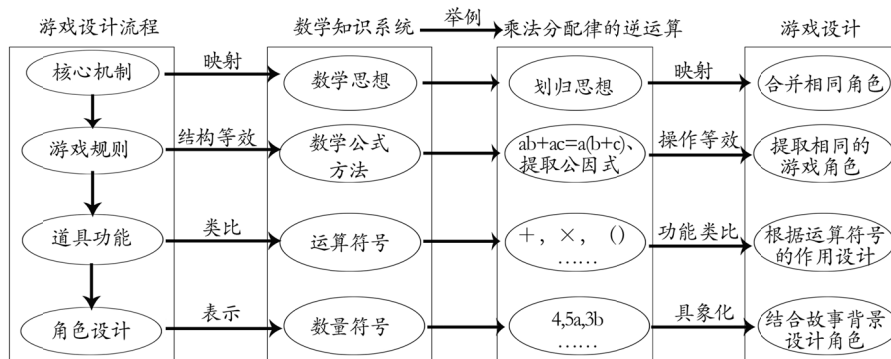 游戏设计流程 数学知识系统 举例 乘法分配律的逆运算 游戏设计
核心机制 映射 数学思想 划归思想 映射 合并相同角色
游戏规则 结构等效 数学公式
方法 ab+ac=a(b+c)、
提取公因式 操作等效 提取相同的
游戏角色
道具功能 类比 运算符号 +，×，()
…… 功能类比 根据运算符号
的作用设计
角色设计 表示 数量符号 4,5a,3b
…… 具象化 结合故事背景
设计角色